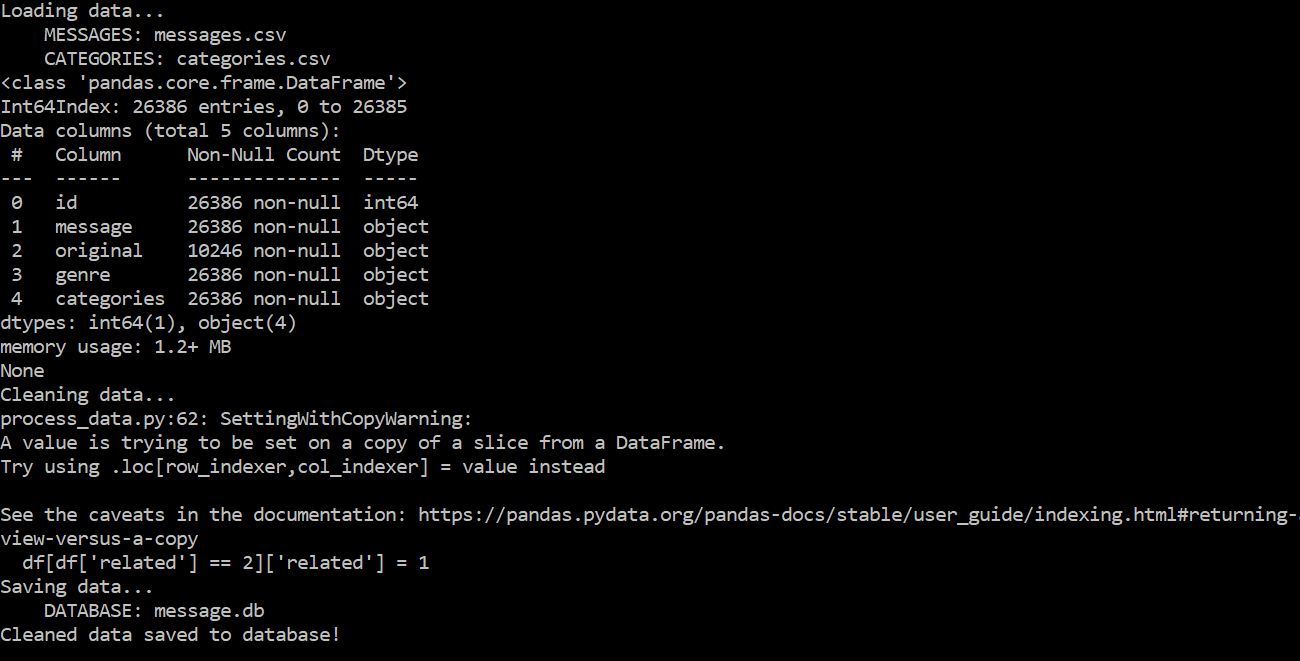 Loading data...
    MESSAGES: messages.csv
    CATEGORIES: categories.csv
<class 'pandas.core.frame.DataFrame'>
Int64Index: 26386 entries, 0 to 26385
Data columns (total 5 columns):
 #   Column      Non-Null Count  Dtype
---  ------      --------------  -----
 0   id          26386 non-null  int64
 1   message     26386 non-null  object
 2   original    10246 non-null  object
 3   genre       26386 non-null  object
 4   categories  26386 non-null  object
dtypes: int64(1), object(4)
memory usage: 1.2+ MB
None
Cleaning data...
process_data.py:62: SettingWithCopyWarning:
A value is trying to be set on a copy of a slice from a DataFrame.
Try using .loc[row_indexer,col_indexer] = value instead

See the caveats in the documentation: https://pandas.pydata.org/pandas-docs/stable/user_guide/indexing.html#returning-
view-versus-a-copy
  df[df['related'] == 2]['related'] = 1
Saving data...
    DATABASE: message.db
Cleaned data saved to database!